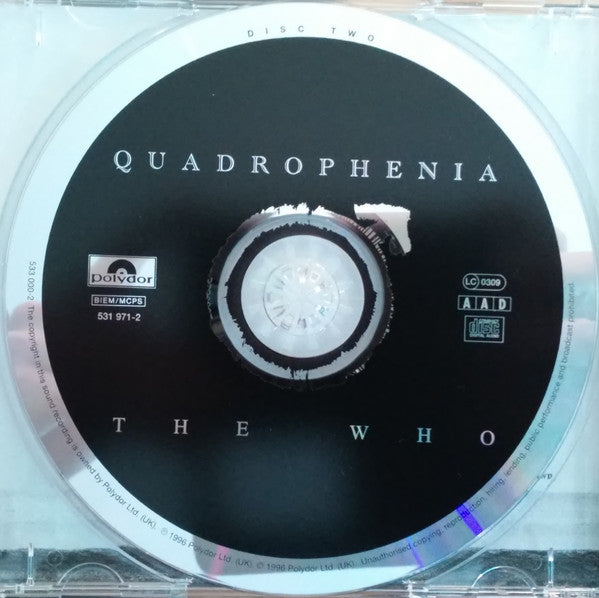 DISC TWO
QUADROPHENIA
polydor
BIEM/MCPS
531 971-2
LC 0309
A A D
COMPACT
disc
DIGITAL AUDIO
THE WHO
533 000-2 The copyright in this sound recording is owned by Polydor Ltd. (UK). ℗ 1996 Polydor Ltd. (UK). © 1996 Polydor Ltd. (UK). Unauthorised copying, reproduction, hiring, lending, public performance and broadcast prohibited.